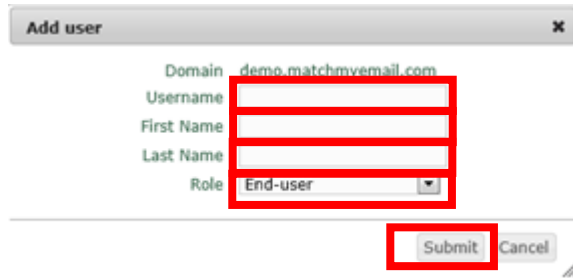 Add user
Domain demo.matchmyemail.com
Username
First Name
Last Name
Role End-user
Submit Cancel